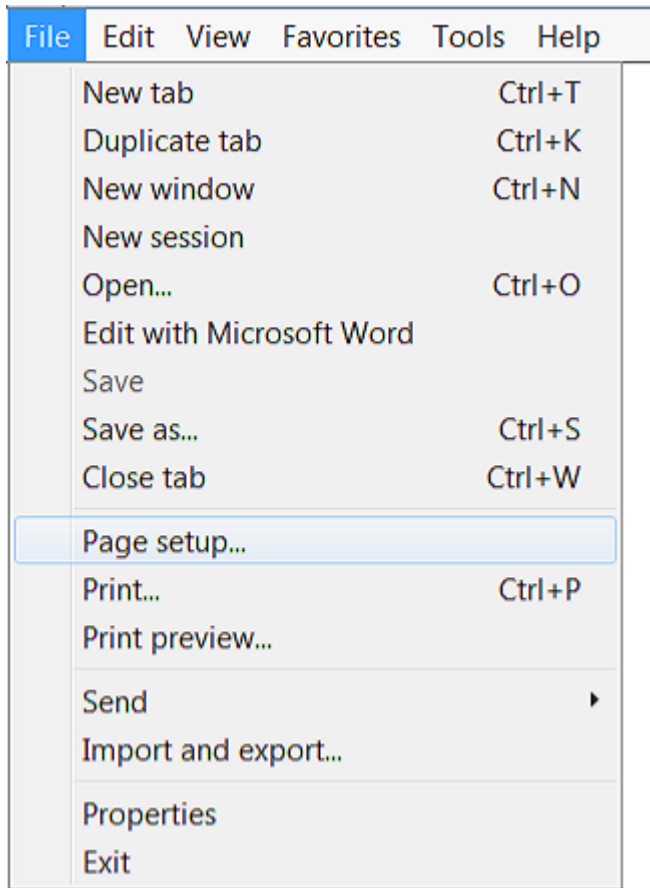 File Edit View Favorites Tools Help
New tab Ctrl+T
Duplicate tab Ctrl+K
New window Ctrl+N
New session
Open... Ctrl+O
Edit with Microsoft Word
Save
Save as... Ctrl+S
Close tab Ctrl+W
Page setup...
Print... Ctrl+P
Print preview...
Send
Import and export...
Properties
Exit